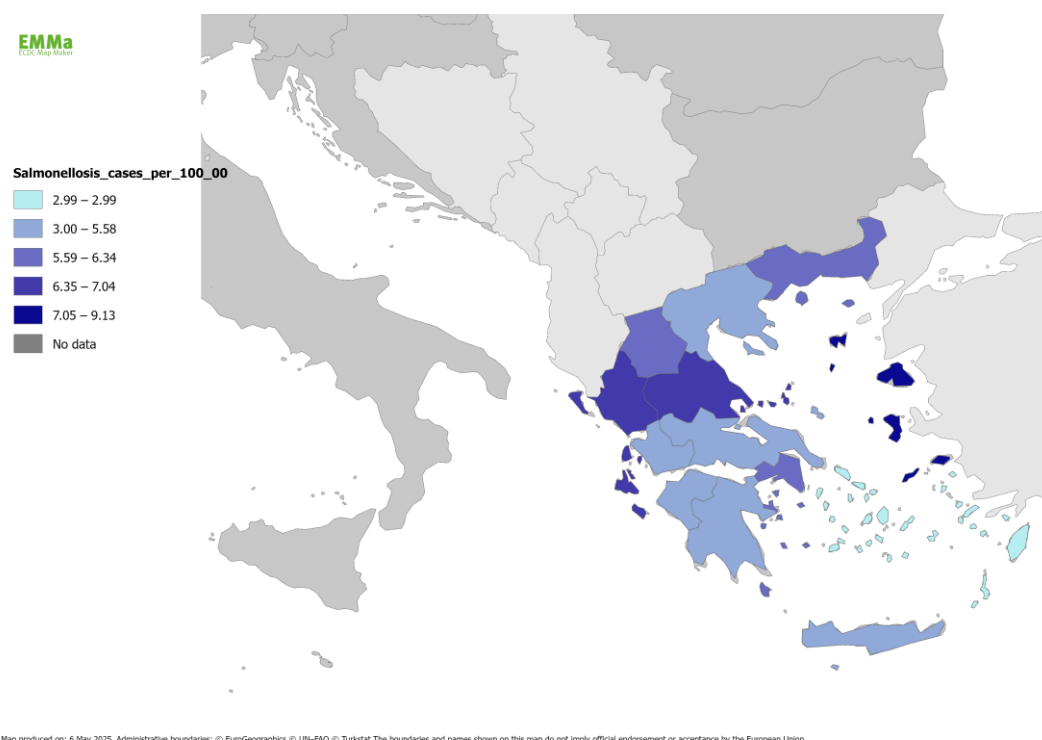 EMMa
ECDC Map Maker
Salmonellosis_cases_per_100_00
2.99 – 2.99
3.00 – 5.58
5.59 – 6.34
6.35 – 7.04
7.05 – 9.13
No data
Map produced on: 6 May 2025. Administrative boundaries: © EuroGeographics © UN–FAO © Turkstat The boundaries and names shown on this map do not imply official endorsement or acceptance by the European Union